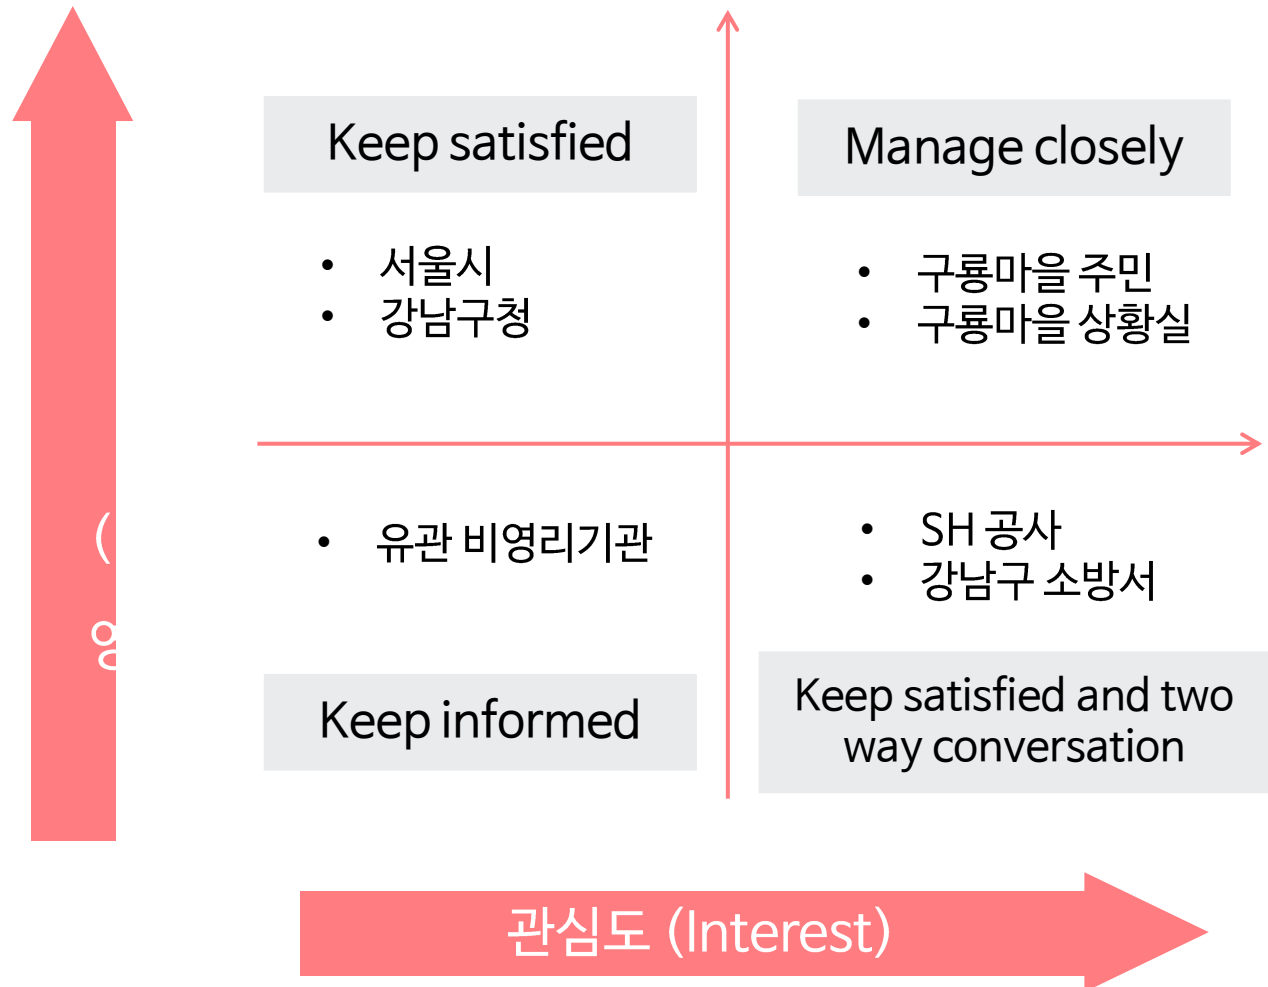 Keep satisfied
• 서울시
• 강남구청
Manage closely
• 구룡마을 주민
• 구룡마을 상황실
• 유관 비영리기관
Keep informed
• SH 공사
• 강남구 소방서
Keep satisfied and two
way conversation
(
관심도 (Interest)